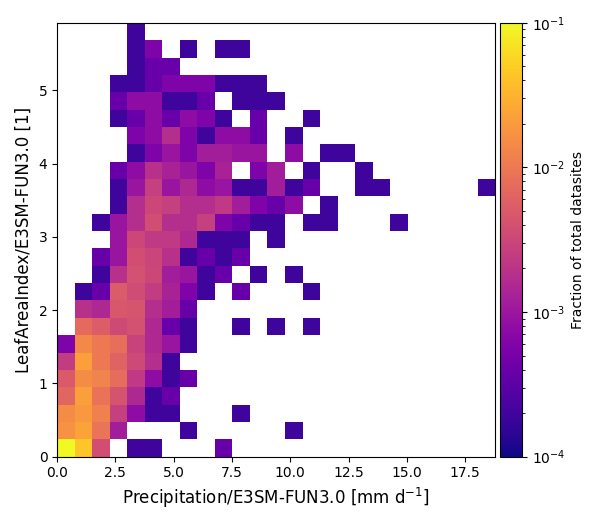 LeafAreaIndex/E3SM-FUN3.0 [1]
5
4
3
2
1
0
0.0 2.5 5.0 7.5 10.0 12.5 15.0 17.5
Precipitation/E3SM-FUN3.0 [mm d⁻¹]
10⁻¹
10⁻²
10⁻³
10⁻⁴
Fraction of total datasites